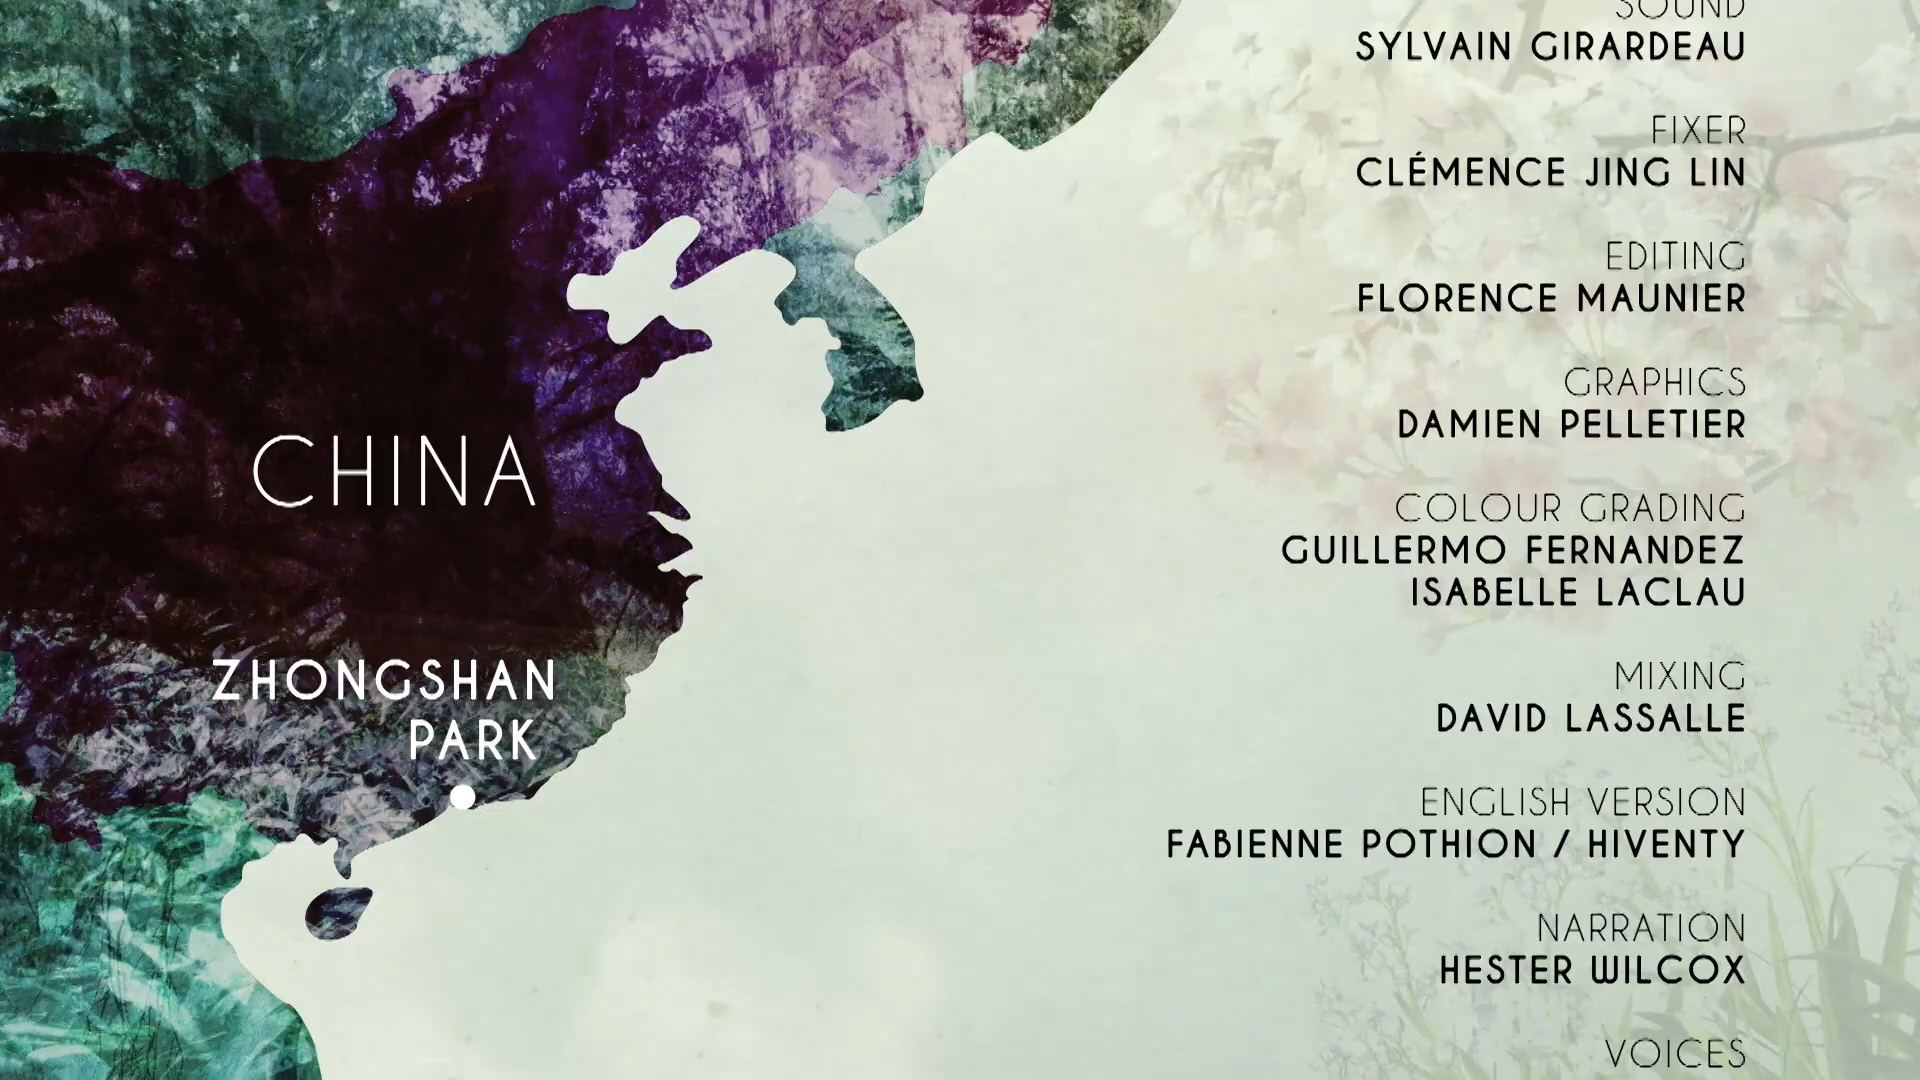 CHINA
ZHONGSHAN
PARK
SOUND
SYLVAIN GIRARDEAU
FIXER
CLÉMENCE JING LIN
EDITING
FLORENCE MAUNIER
GRAPHICS
DAMIEN PELLETIER
COLOUR GRADING
GUILLERMO FERNANDEZ
ISABELLE LACLAU
MIXING
DAVID LASSALLE
ENGLISH VERSION
FABIENNE POTHION / HIVENTY
NARRATION
HESTER WILCOX
VOICES